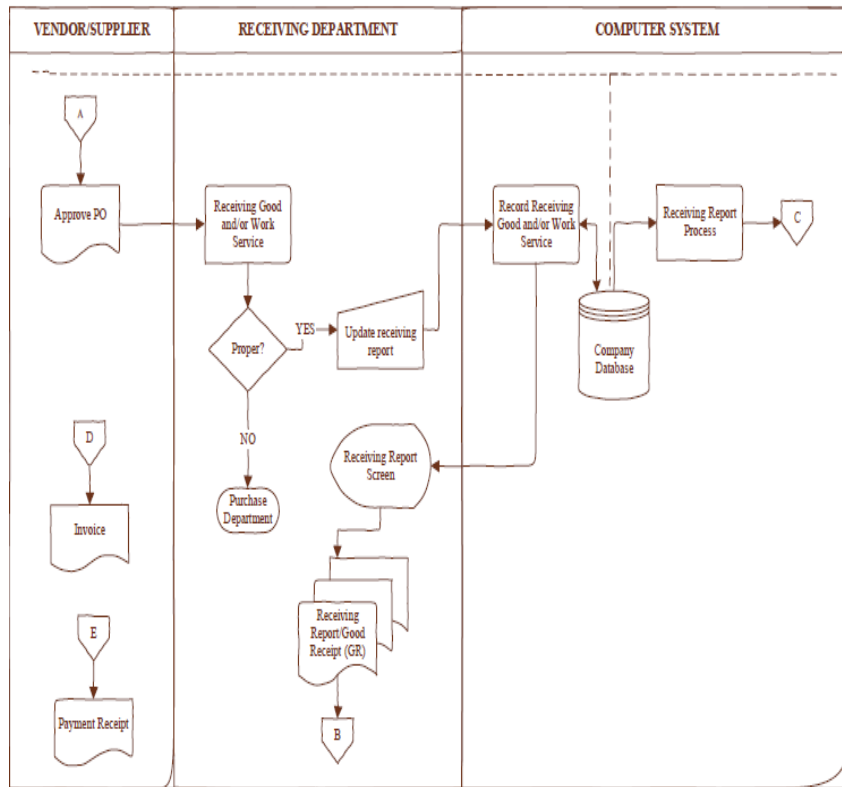 VENDOR/SUPPLIER
RECEIVING DEPARTMENT
COMPUTER SYSTEM
A
Approve PO
Receiving Good
and/or Work
Service
Record Receiving
Good and/or Work
Service
Receiving Report
Process
C
Proper?
YES
Update receiving
report
Company
Database
NO
Purchase
Department
D
Invoice
Receiving Report
Screen
Receiving
Report/Good
Receipt (GR)
E
Payment Receipt
B